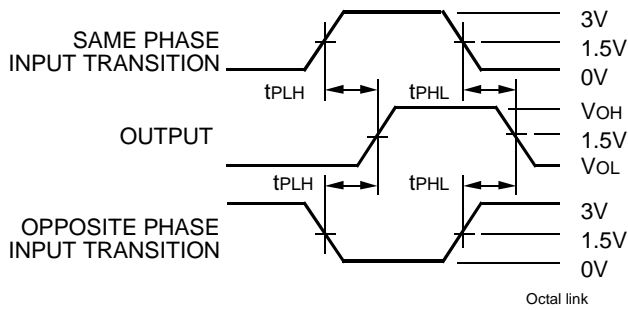 SAME PHASE
INPUT TRANSITION
3V
1.5V
0V
tPLH
tPHL
OUTPUT
VOH
1.5V
VOL
tPLH
tPHL
OPPOSITE PHASE
INPUT TRANSITION
3V
1.5V
0V
Octal link